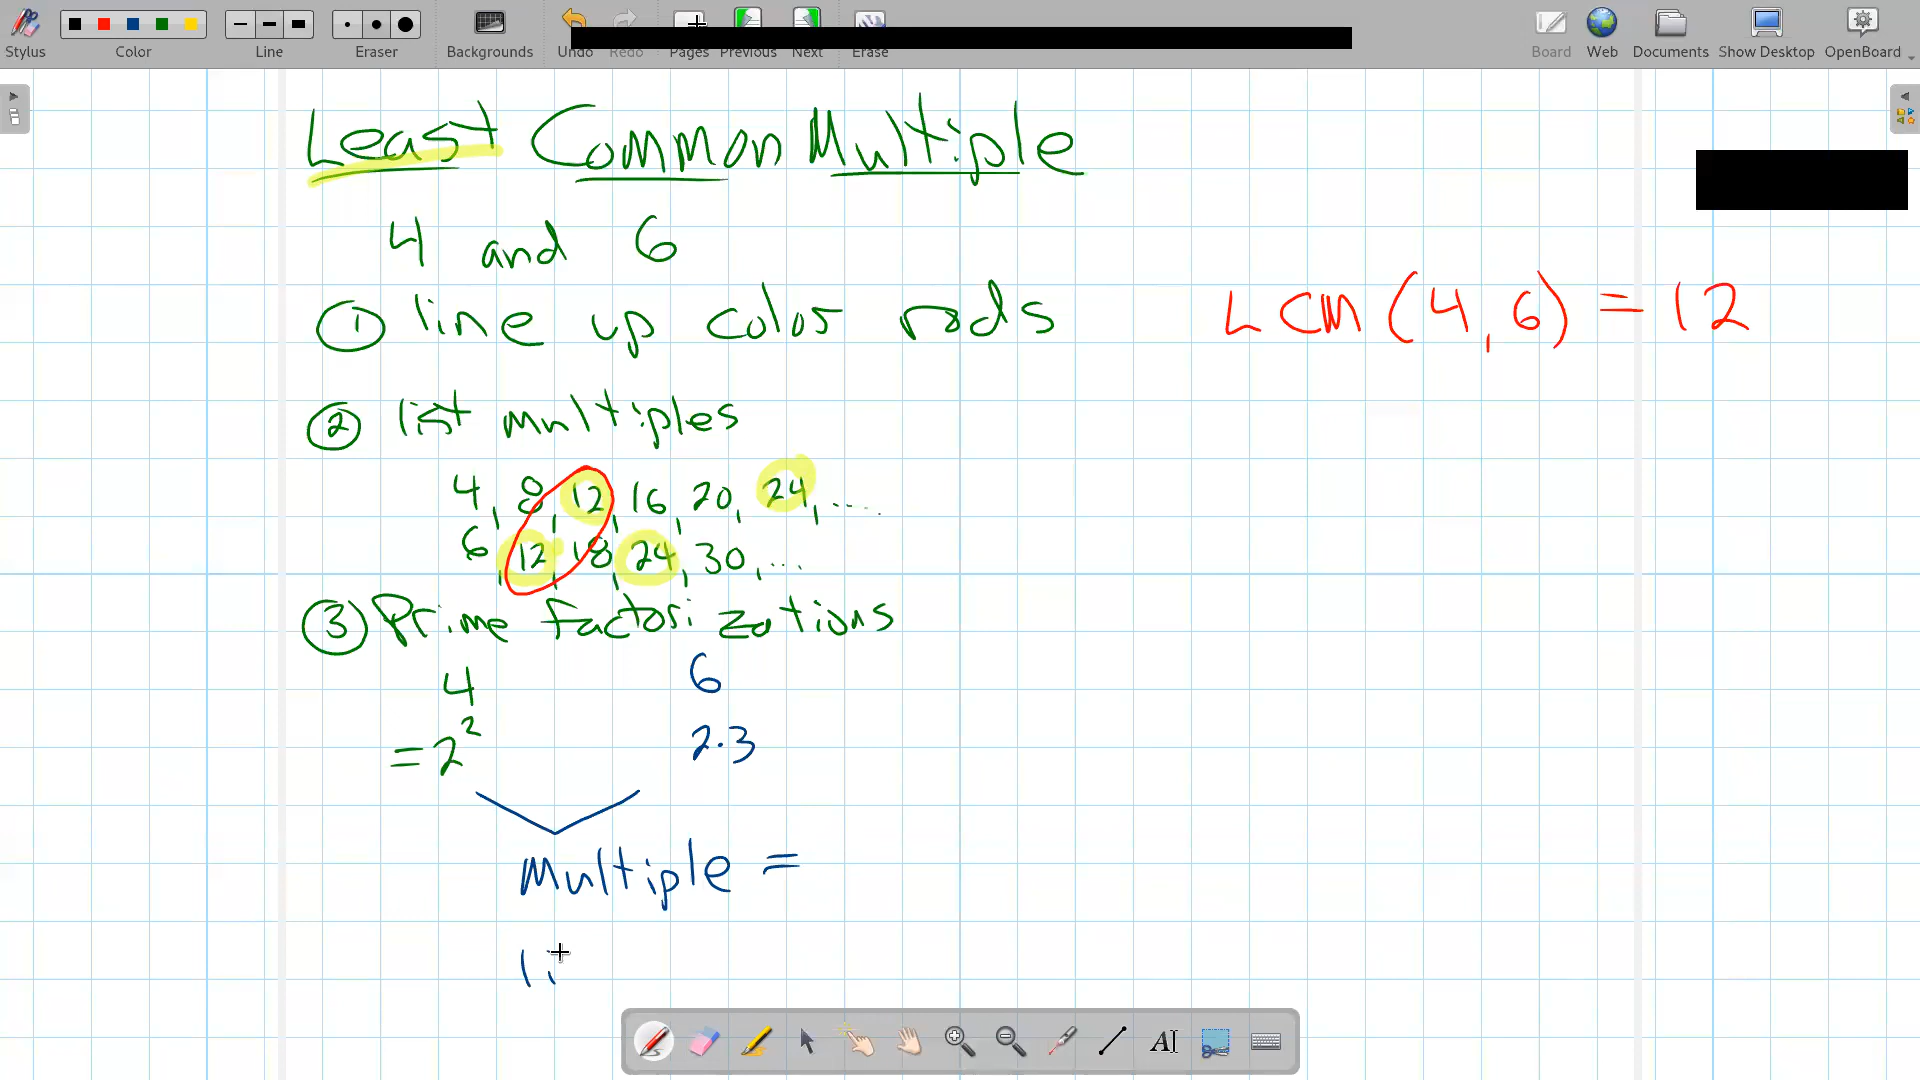 Stylus Color Line Eraser Backgrounds Undo Redo Pages Previous Next Erase Board Web Documents Show Desktop OpenBoard
Least Common Multiple
4 and 6
① line up color rods
LCM(4,6) = 12
② list multiples
4, 8, 12, 16, 20, 24, ....
6, 12, 18, 24, 30, ...
③ Prime factorizations
4 6
= 2² 2·3
Multiple =
li